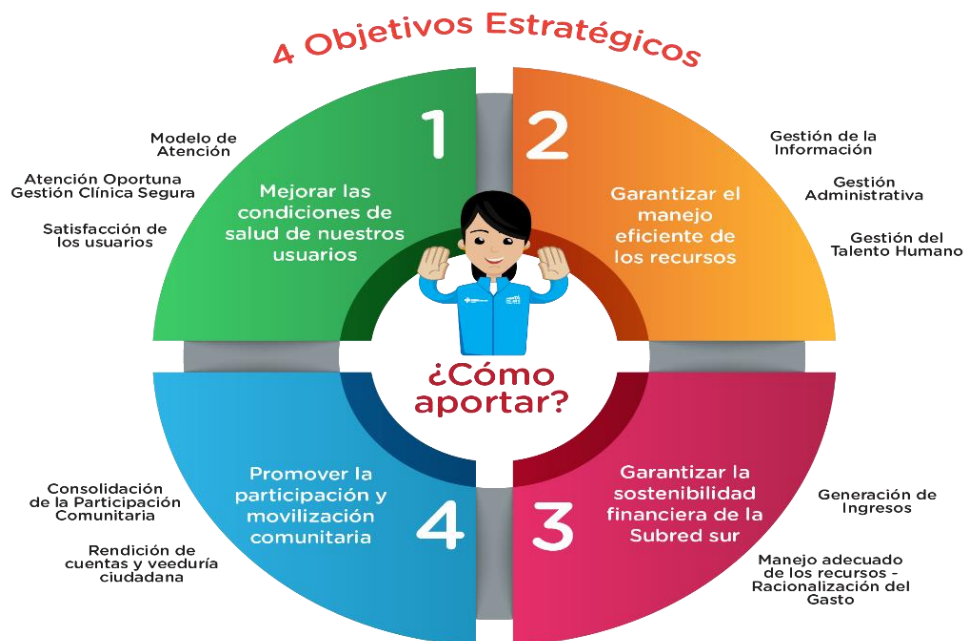 4 Objetivos Estratégicos
1
Mejorar las
condiciones de
salud de nuestros
usuarios
Modelo de
Atención
Atención Oportuna
Gestión Clínica Segura
Satisfacción de
los usuarios
2
Garantizar el
manejo
eficiente de
los recursos
Gestión de la
Información
Gestión
Administrativa
Gestión del
Talento Humano
¿Cómo
aportar?
3
Garantizar la
sostenibilidad
financiera de la
Subred sur
Generación de
Ingresos
Manejo adecuado
de los recursos -
Racionalización del
Gasto
4
Promover la
participación y
movilización
comunitaria
Consolidación
de la Participación
Comunitaria
Rendición de
cuentas y veeduría
ciudadana